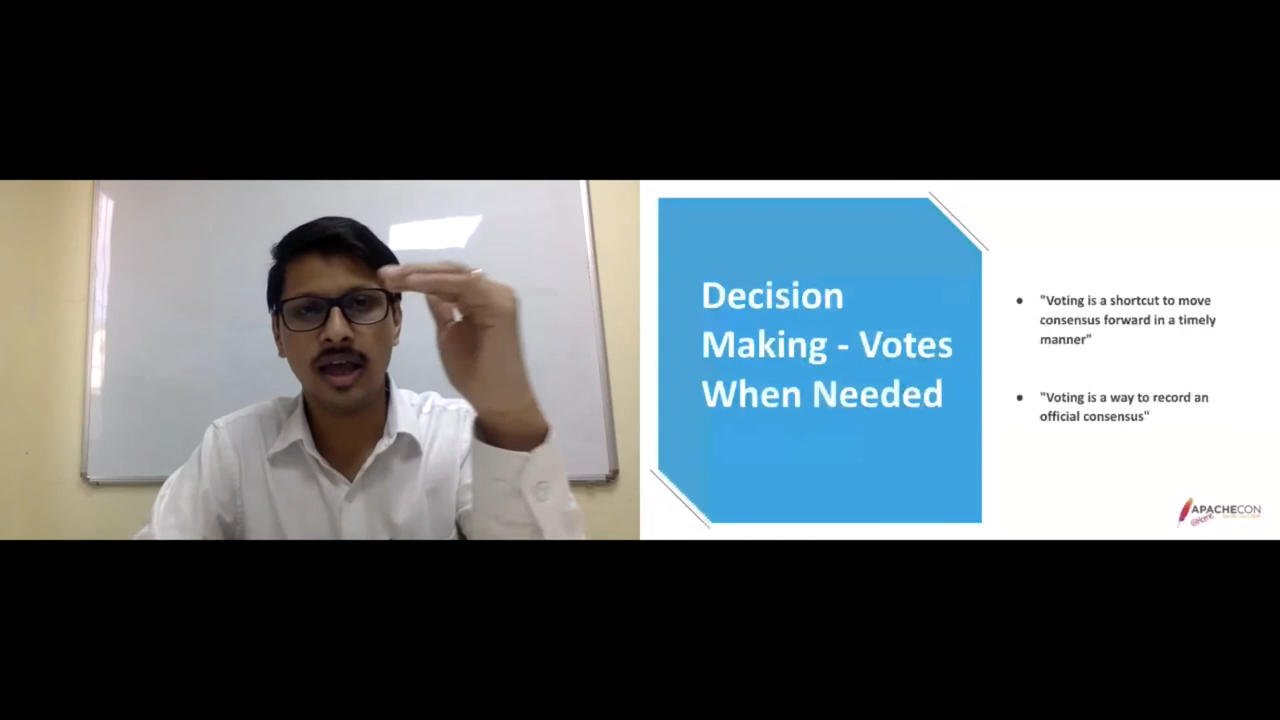 Decision
Making - Votes
When Needed
• "Voting is a shortcut to move
consensus forward in a timely
manner"
• "Voting is a way to record an
official consensus"
APACHECON
@Home